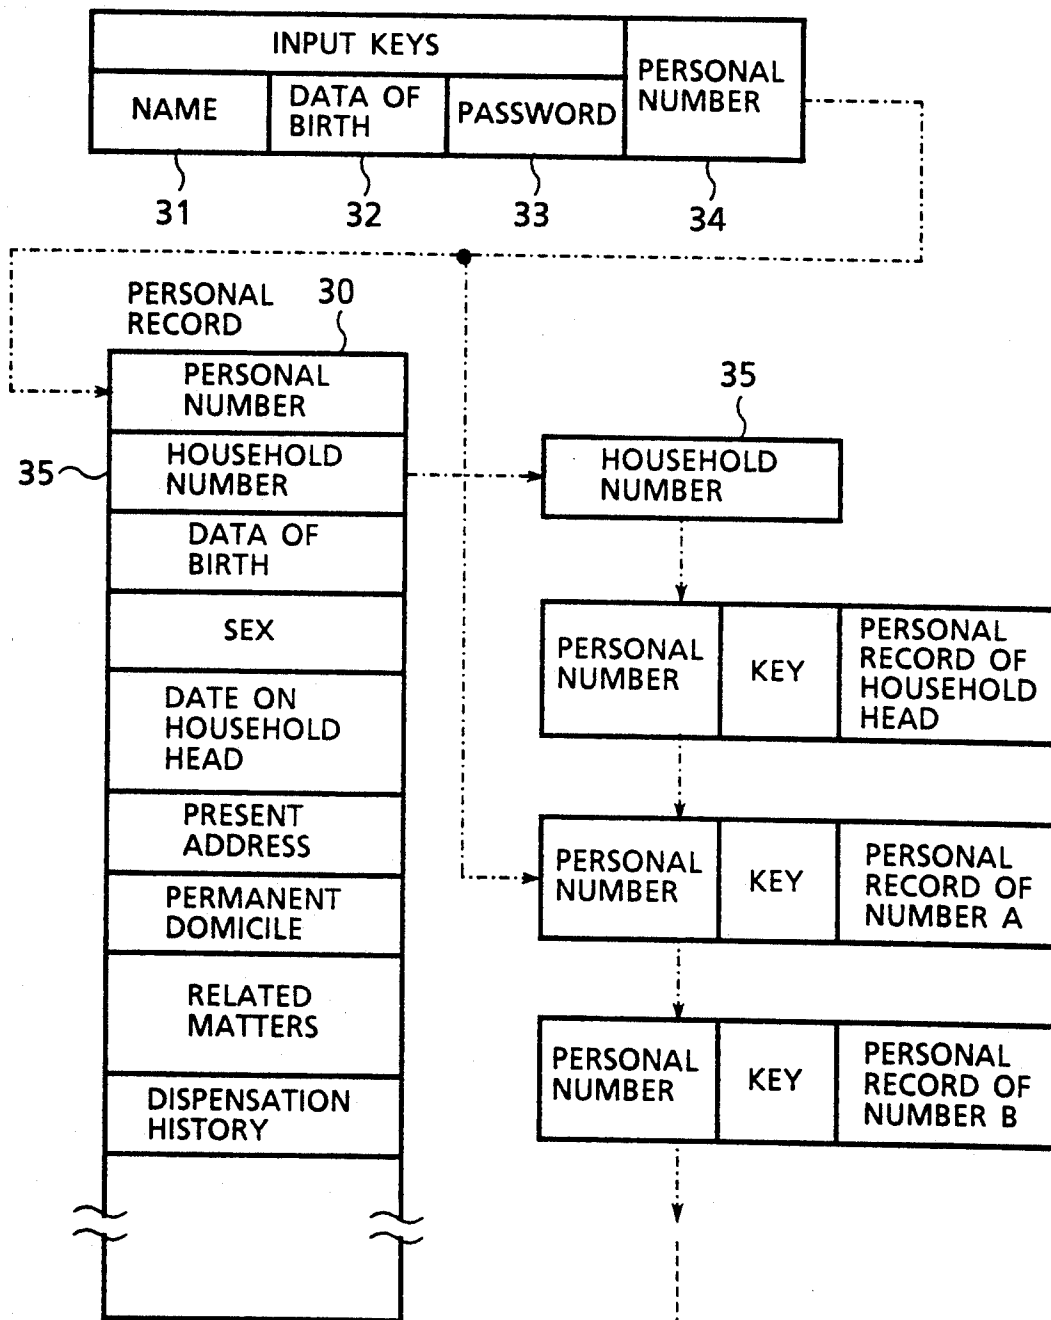 INPUT KEYS
NAME
DATA OF
BIRTH
PASSWORD
PERSONAL
NUMBER
31
32
33
34
PERSONAL
RECORD
30
PERSONAL
NUMBER
35
HOUSEHOLD
NUMBER
DATA OF
BIRTH
SEX
DATE ON
HOUSEHOLD
HEAD
PRESENT
ADDRESS
PERMANENT
DOMICILE
RELATED
MATTERS
DISPENSATION
HISTORY
35
HOUSEHOLD
NUMBER
PERSONAL
NUMBER
KEY
PERSONAL
RECORD OF
HOUSEHOLD
HEAD
PERSONAL
NUMBER
KEY
PERSONAL
RECORD OF
NUMBER A
PERSONAL
NUMBER
KEY
PERSONAL
RECORD OF
NUMBER B